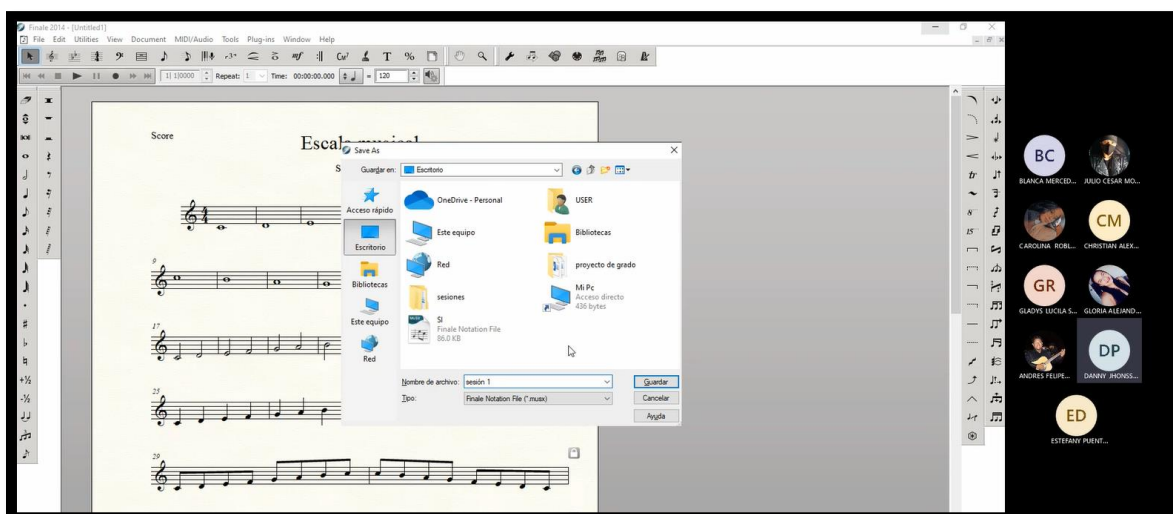 Finale 2014 - [Untitled1]
File Edit Utilities View Document MIDI/Audio Tools Plug-ins Window Help
1| 1|0000 Repeat: 1 Time: 00:00:00.000 = 120
Score
Save As
Guardar en: Escritorio
Acceso rápido
Escritorio
Bibliotecas
Este equipo
Red
OneDrive - Personal
USER
Este equipo
Bibliotecas
Red
proyecto de grado
sesiones
Mi Pc
Acceso directo
436 bytes
SI
Finale Notation File
86.0 KB
Nombre de archivo: sesión 1
Guardar
Tipo: Finale Notation File (*.musx)
Cancelar
Ayuda
9
17
25
29
BC
BLANCA MERCED...
JULIO CESAR MO...
CAROLINA ROBL...
CM
CHRISTIAN ALEX...
GR
GLADYS LUCILA S...
GLORIA ALEJAND...
ANDRES FELIPE...
DP
DANNY JHONSS...
ED
ESTEFANY PUENT...